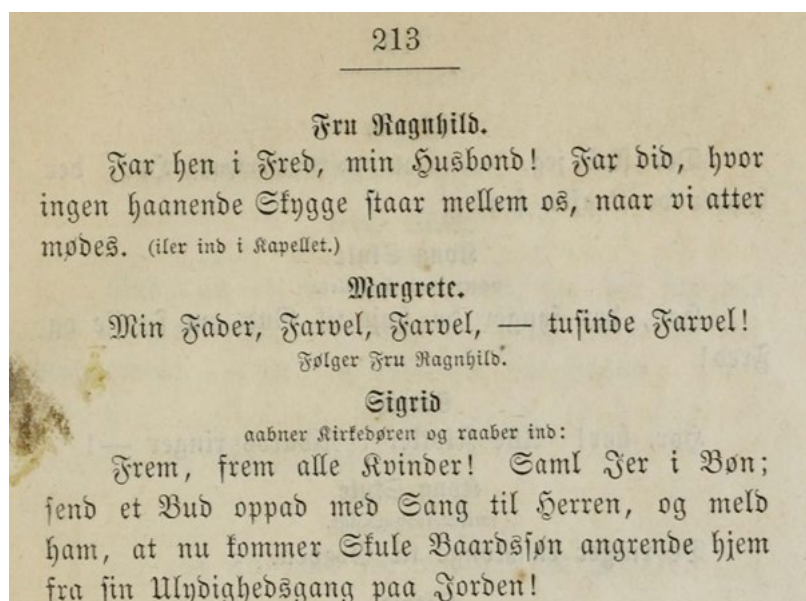 213
Fru Ragnhild.
Far hen i Fred, min Husbond! Far did, hvor
ingen haanende Skygge staar mellem os, naar vi atter
mødes. (iler ind i Kapellet.)
Margrete.
Min Fader, Farvel, Farvel, — tusinde Farvel!
Følger Fru Ragnhild.
Sigrid
aabner Kirkedøren og raaber ind:
Frem, frem alle Kvinder! Saml Jer i Bøn;
send et Bud oppad med Sang til Herren, og meld
ham, at nu kommer Skule Baardssøn angrende hjem
fra sin Ulydighedsgang paa Jorden!